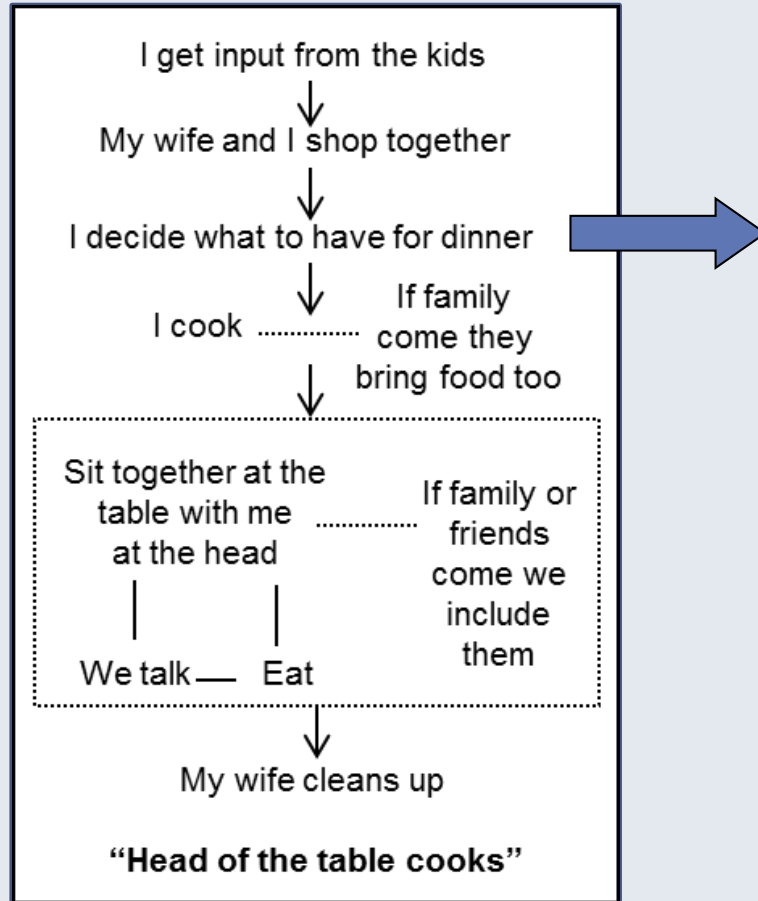 I get input from the kids
My wife and I shop together
I decide what to have for dinner
I cook
If family
come they
bring food too
Sit together at the
table with me
at the head
If family or
friends
come we
include
them
We talk
Eat
My wife cleans up
“Head of the table cooks”